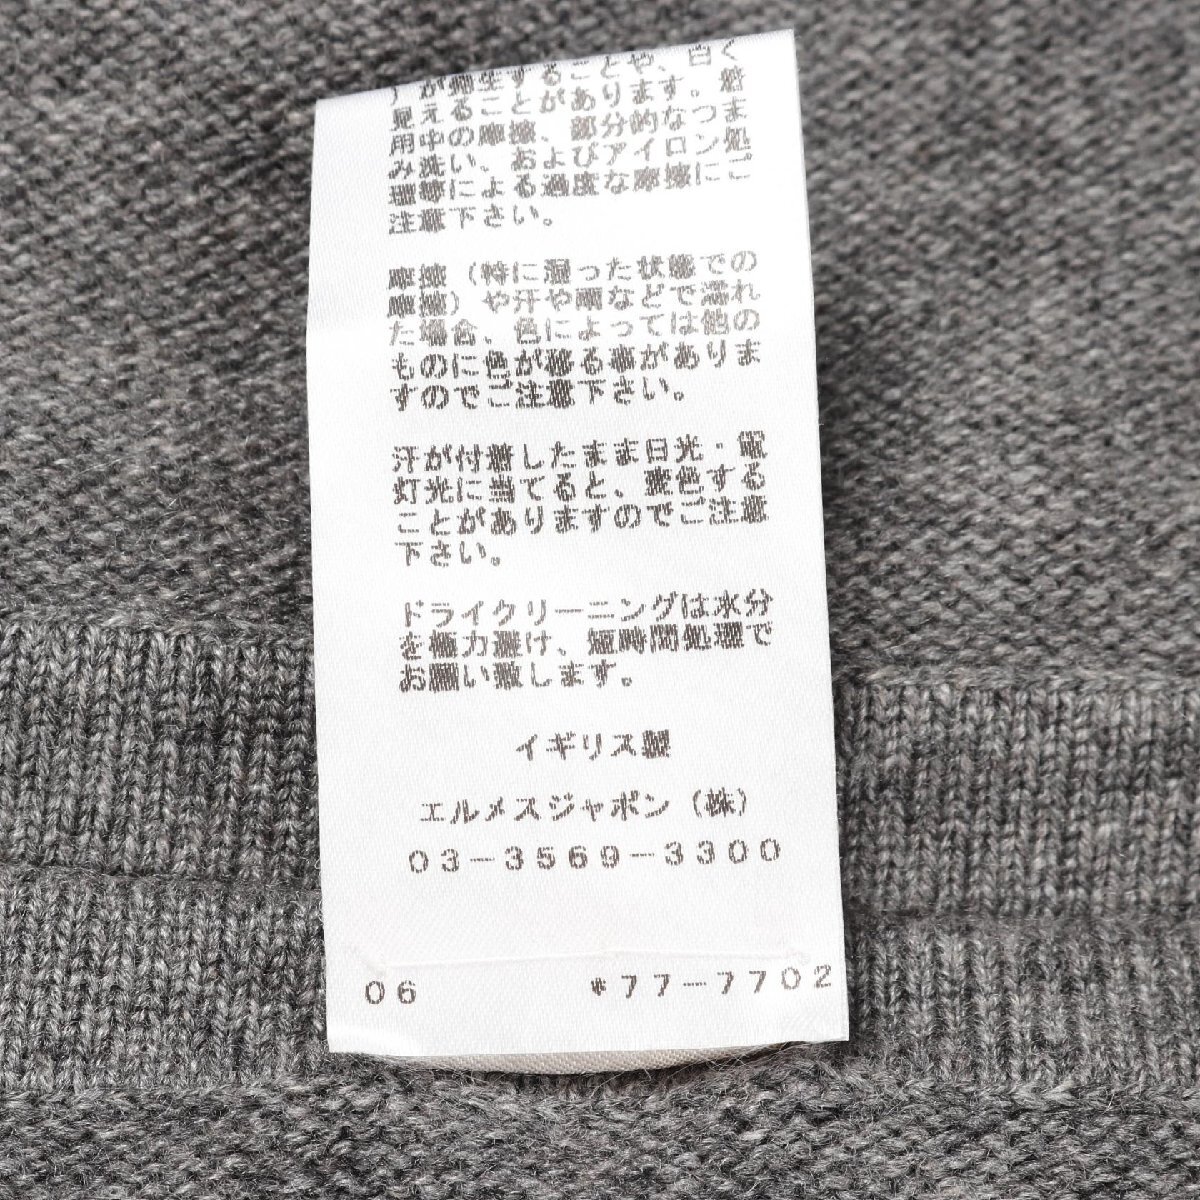 ）が発生することや、白く
見えることがあります。着
用中の摩擦、部分的なつま
み洗い、およびアイロン処
理等による過度な摩擦にご
注意下さい。
摩擦（特に湿った状態での
摩擦）や汗や雨などで濡れ
た場合、色によっては他の
ものに色が移る事がありま
すのでご注意下さい。
汗が付着したまま日光・電
灯光に当てると、変色する
ことがありますのでご注意
下さい。
ドライクリーニングは水分
を極力避け、短時間処理で
お願い致します。
イギリス製
エルメスジャポン（株）
03-3569-3300
06 *77-7702